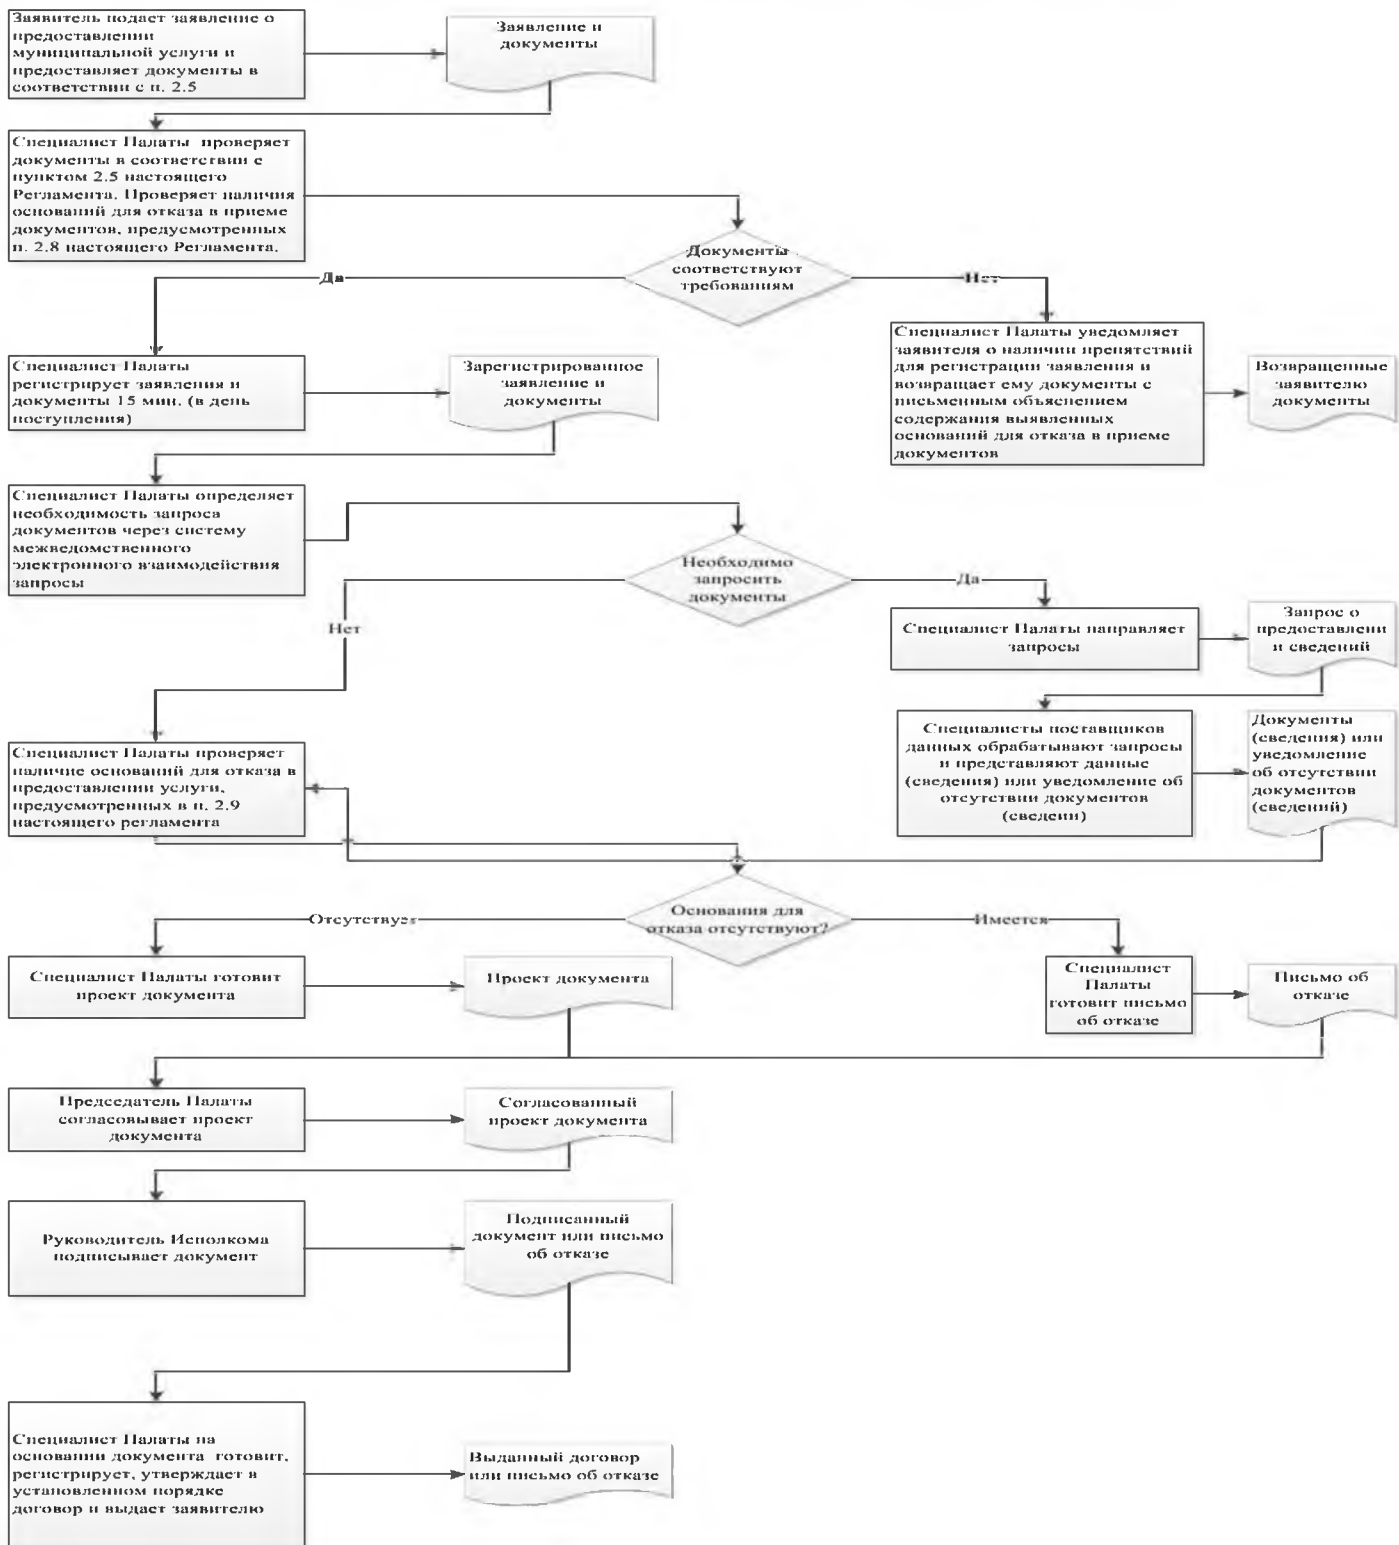 Заявитель подает заявление о
предоставлении
муниципальной услуги и
предоставляет документы в
соответствии с п. 2.5
Заявление и
документы
Специалист Палаты проверяет
документы в соответствии с
пунктом 2.5 настоящего
Регламента. Проверяет наличия
оснований для отказа в приеме
документов, предусмотренных
п. 2.8 настоящего Регламента.
Документы
соответствуют
требованиям
Да
Нет
Специалист Палаты
регистрирует заявления и
документы 15 мин. (в день
поступления)
Зарегистрированное
заявление и
документы
Специалист Палаты уведомляет
заявителя о наличии препятствий
для регистрации заявления и
возвращает ему документы с
письменным объяснением
содержания выявленных
оснований для отказа в приеме
документов
Возвращенные
заявителю
документы
Специалист Палаты определяет
необходимость запроса
документов через систему
межведомственного
электронного взаимодействия
запросы
Необходимо
запросить
документы
Да
Нет
Специалист Палаты направляет
запросы
Запрос о
предоставлени
и сведений
Специалисты поставщиков
данных обрабатывают запросы
и представляют данные
(сведения) или уведомление об
отсутствии документов
(сведени)
Документы
(сведения) или
уведомление
об отсутствии
документов
(сведений)
Специалист Палаты проверяет
наличие оснований для отказа в
предоставлении услуги,
предусмотренных в п. 2.9
настоящего регламента
Основания для
отказа отсутствуют?
Отсутствует
Имеется
Специалист Палаты готовит
проект документа
Проект документа
Специалист
Палаты
готовит письмо
об отказе
Письмо об
отказе
Председатель Палаты
согласовывает проект
документа
Согласованный
проект документа
Руководитель Исполкома
подписывает документ
Подписанный
документ или письмо
об отказе
Специалист Палаты на
основании документа готовит,
регистрирует, утверждает в
установленном порядке
договор и выдает заявителю
Выданный договор
или письмо об отказе